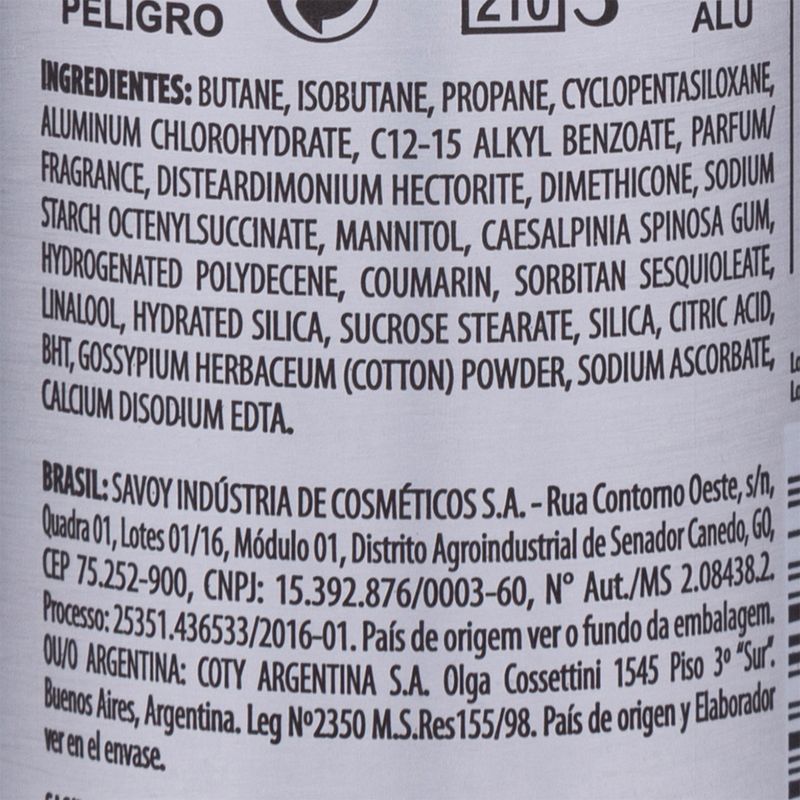 PELIGRO
210
ALU
INGREDIENTES: BUTANE, ISOBUTANE, PROPANE, CYCLOPENTASILOXANE,
ALUMINUM CHLOROHYDRATE, C12-15 ALKYL BENZOATE, PARFUM/
FRAGRANCE, DISTEARDIMONIUM HECTORITE, DIMETHICONE, SODIUM
STARCH OCTENYLSUCCINATE, MANNITOL, CAESALPINIA SPINOSA GUM,
HYDROGENATED POLYDECENE, COUMARIN, SORBITAN SESQUIOLEATE,
LINALOOL, HYDRATED SILICA, SUCROSE STEARATE, SILICA, CITRIC ACID,
BHT, GOSSYPIUM HERBACEUM (COTTON) POWDER, SODIUM ASCORBATE,
CALCIUM DISODIUM EDTA.
BRASIL: SAVOY INDÚSTRIA DE COSMÉTICOS S.A. - Rua Contorno Oeste, s/n,
Quadra 01, Lotes 01/16, Módulo 01, Distrito Agroindustrial de Senador Canedo, GO,
CEP 75.252-900, CNPJ: 15.392.876/0003-60, N° Aut./MS 2.08438.2.
Processo: 25351.436533/2016-01. País de origem ver o fundo da embalagem.
OU/O ARGENTINA: COTY ARGENTINA S.A. Olga Cossettini 1545 Piso 3º "Sur".
Buenos Aires, Argentina. Leg Nº2350 M.S.Res155/98. País de origen y Elaborador
ver en el envase.